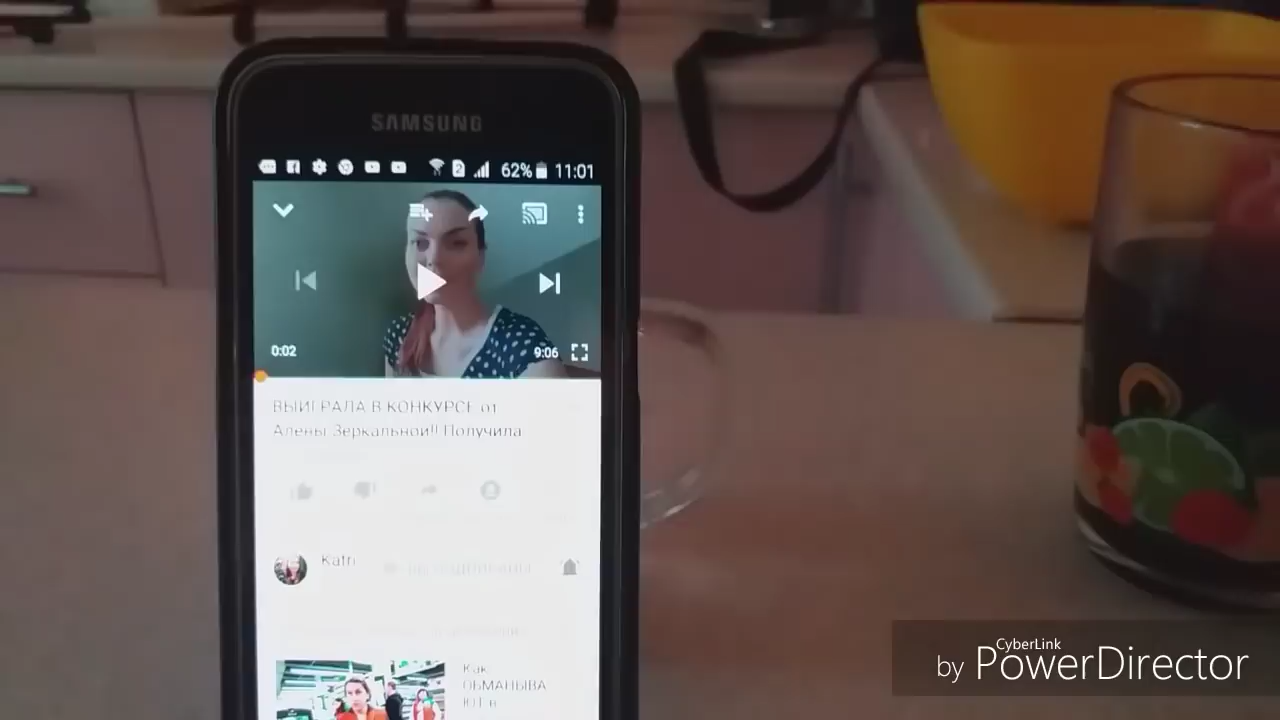 SAMSUNG
62% 11:01
0:02
9:06
ВЫИГРАЛА В КОНКУРСЕ от
Алены Зеркальной!! Получила
Katri
Как
ОБМАНЫВА
ЮТ в
CyberLink
by PowerDirector